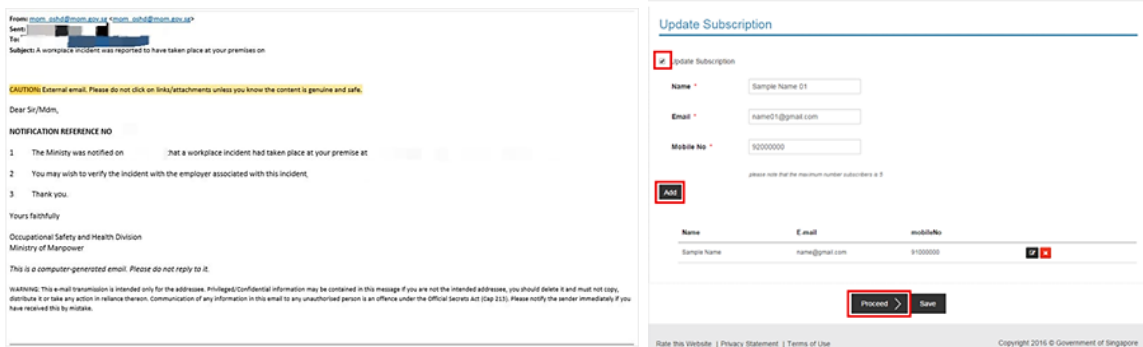 From: mom_oshd@mom.gov.sg <mom_oshd@mom.gov.sg>
Sent:
To:
Subject: A workplace incident was reported to have taken place at your premises on
CAUTION: External email. Please do not click on links/attachments unless you know the content is genuine and safe.
Dear Sir/Mdm,
NOTIFICATION REFERENCE NO
1 The Ministy was notified on that a workplace incident had taken place at your premise at
2 You may wish to verify the incident with the employer associated with this incident.
3 Thank you.
Yours faithfully
Occupational Safety and Health Division
Ministry of Manpower
This is a computer-generated email. Please do not reply to it.
WARNING: This e-mail transmission is intended only for the addressee. Privileged/Confidential information may be contained in this message if you are not the intended addressee, you should delete it and must not copy,
distribute it or take any action in reliance thereon. Communication of any information in this email to any unauthorised person is an offence under the Official Secrets Act (Cap 213). Please notify the sender immediately if you
have received this by mistake.
Update Subscription
Update Subscription
Name * Sample Name 01
Email * name01@gmail.com
Mobile No * 92000000
please note that the maximum number subscribers is 5
Add
Name E.mail mobileNo
Sample Name name@gmail.com 91000000
Proceed Save
Rate this Website | Privacy Statement | Terms of Use Copyright 2016 © Government of Singapore